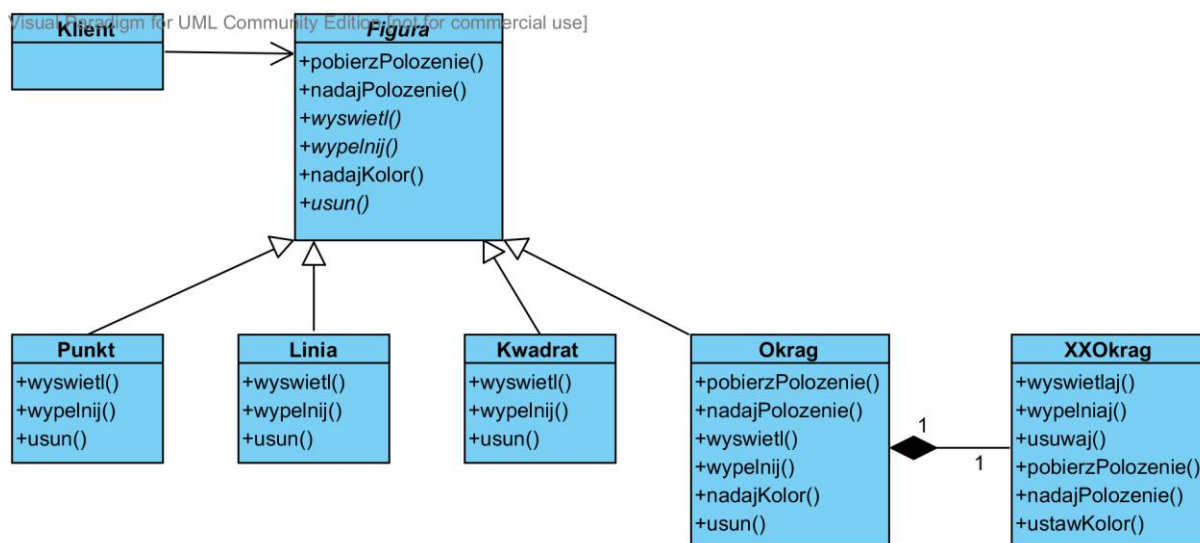 Visual Paradigm for UML Community Edition [not for commercial use]
Klient
Figura
+pobierzPolozenie()
+nadajPolozenie()
+wyswietl()
+wypelnij()
+nadajKolor()
+usun()
Punkt
+wyswietl()
+wypelnij()
+usun()
Linia
+wyswietl()
+wypelnij()
+usun()
Kwadrat
+wyswietl()
+wypelnij()
+usun()
Okrag
+pobierzPolozenie()
+nadajPolozenie()
+wyswietl()
+wypelnij()
+nadajKolor()
+usun()
1
1
XXOkrag
+wyswietlaj()
+wypelniaj()
+usuwaj()
+pobierzPolozenie()
+nadajPolozenie()
+ustawKolor()